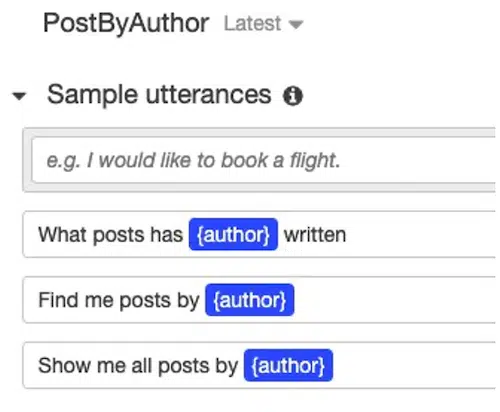 PostByAuthor Latest
Sample utterances
e.g. I would like to book a flight.
What posts has {author} written
Find me posts by {author}
Show me all posts by {author}